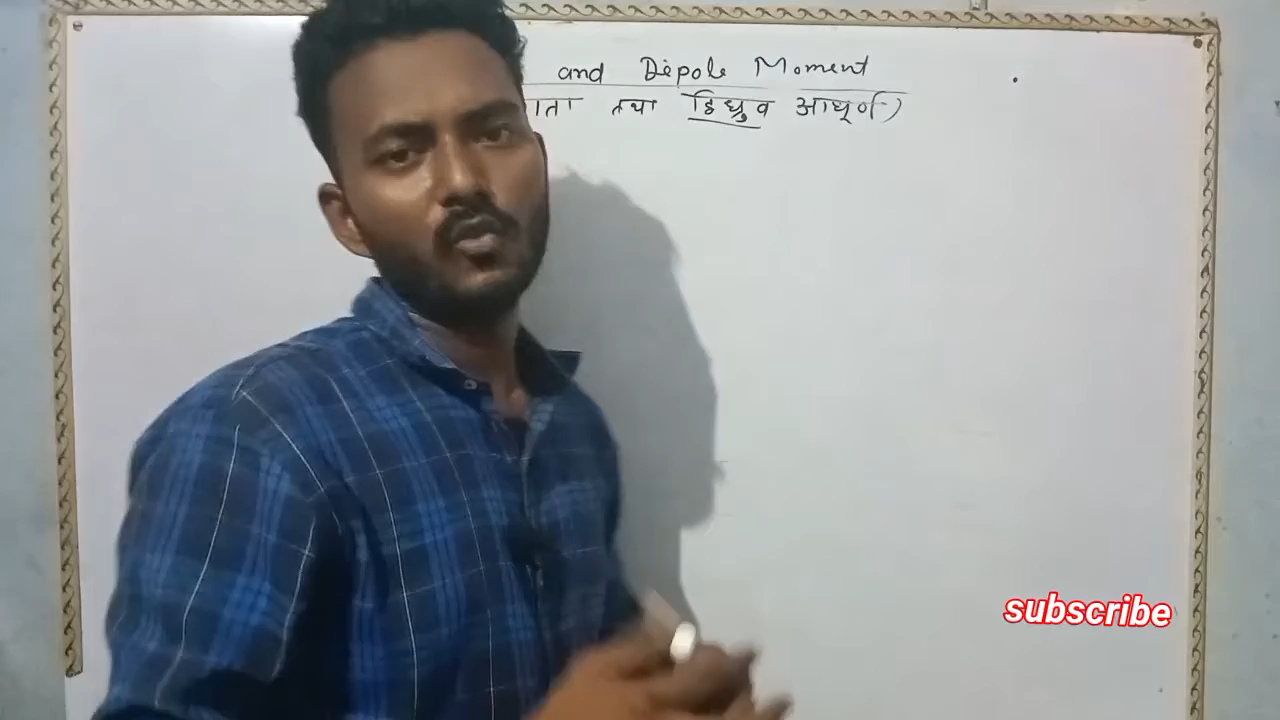 and Dipole Moment
तथा द्विध्रुव आघूर्ण(-)
subscribe